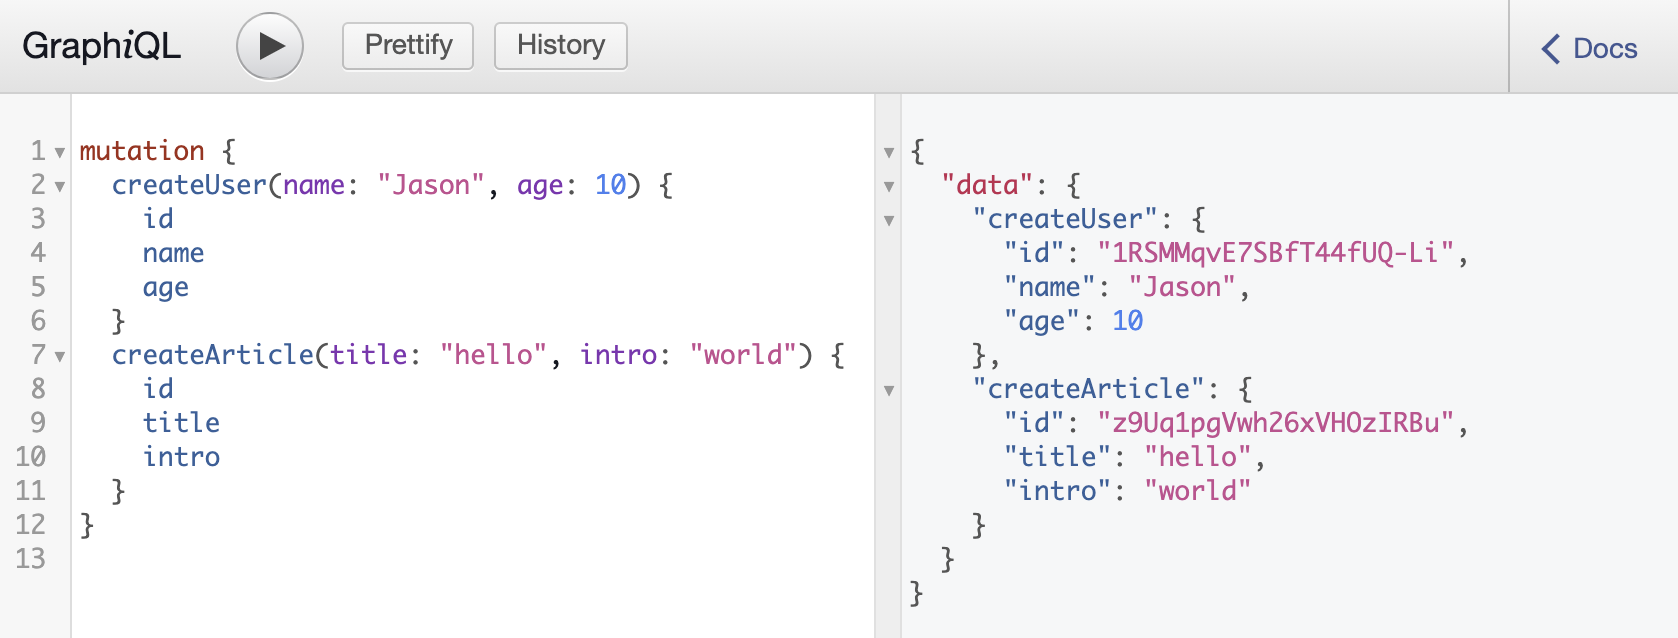 GraphiQL
Prettify
History
Docs
1 mutation {
2   createUser(name: "Jason", age: 10) {
3     id
4     name
5     age
6   }
7   createArticle(title: "hello", intro: "world") {
8     id
9     title
10     intro
11   }
12 }
13
{
  "data": {
    "createUser": {
      "id": "1RSMMqvE7SBfT44fUQ-Li",
      "name": "Jason",
      "age": 10
    },
    "createArticle": {
      "id": "z9Uq1pgVwh26xVHOzIRBu",
      "title": "hello",
      "intro": "world"
    }
  }
}